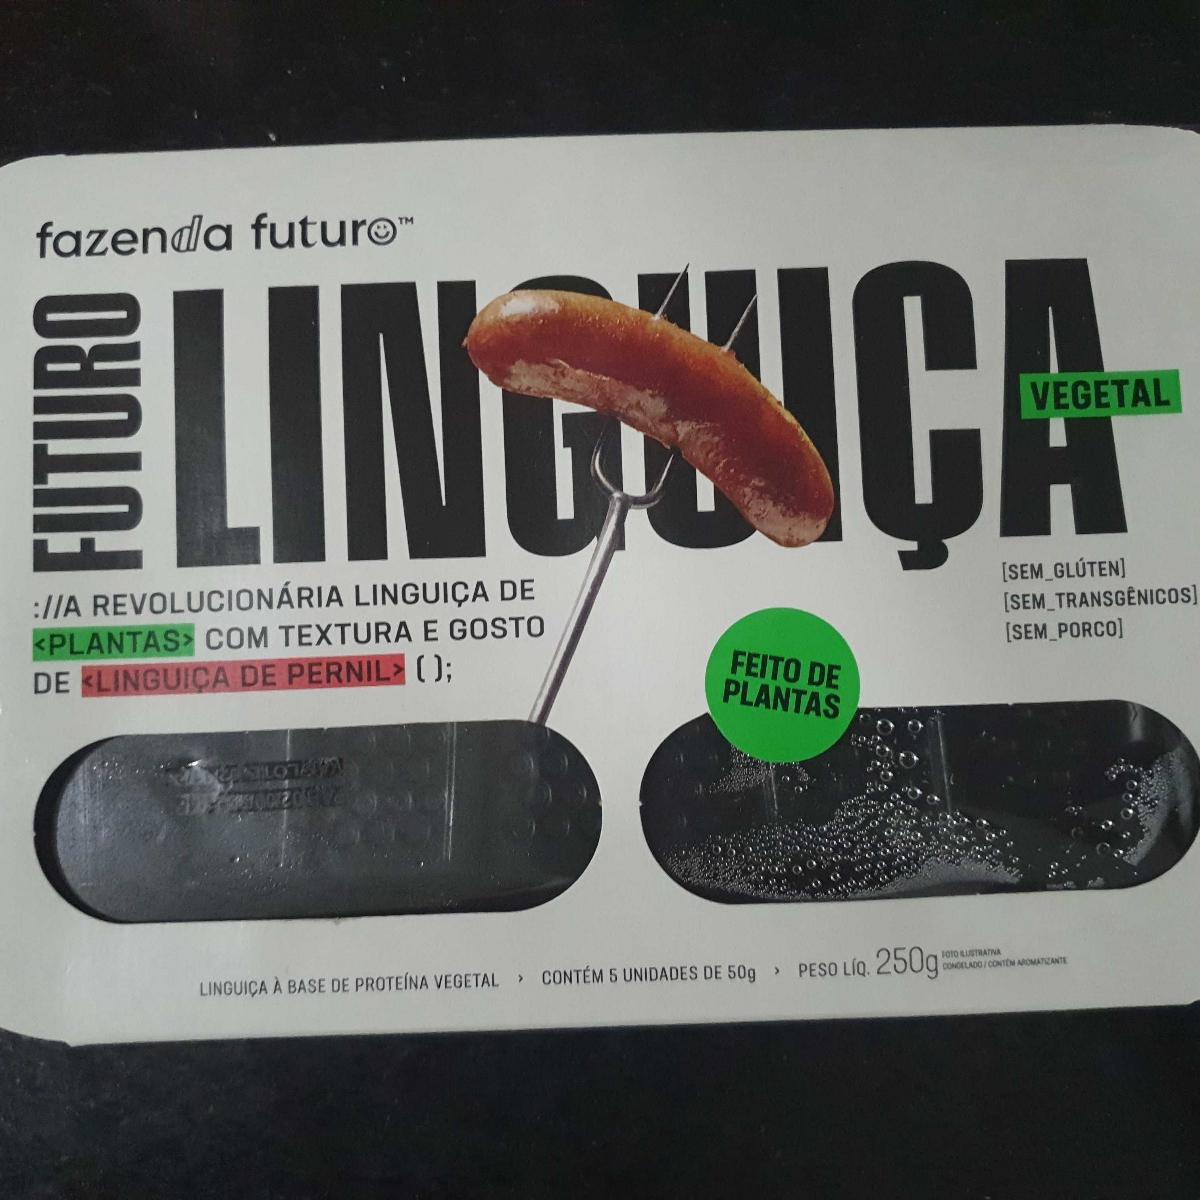 fazenda futuro™
FUTURO
LINGUIÇA
VEGETAL
[SEM_GLÚTEN]
[SEM_TRANSGÊNICOS]
[SEM_PORCO]
://A REVOLUCIONÁRIA LINGUIÇA DE
<PLANTAS> COM TEXTURA E GOSTO
DE <LINGUIÇA DE PERNIL> ( );
FEITO DE
PLANTAS
LINGUIÇA À BASE DE PROTEÍNA VEGETAL > CONTÉM 5 UNIDADES DE 50g > PESO LÍQ. 250g
FOTO ILUSTRATIVA
CONGELADO / CONTÉM AROMATIZANTE